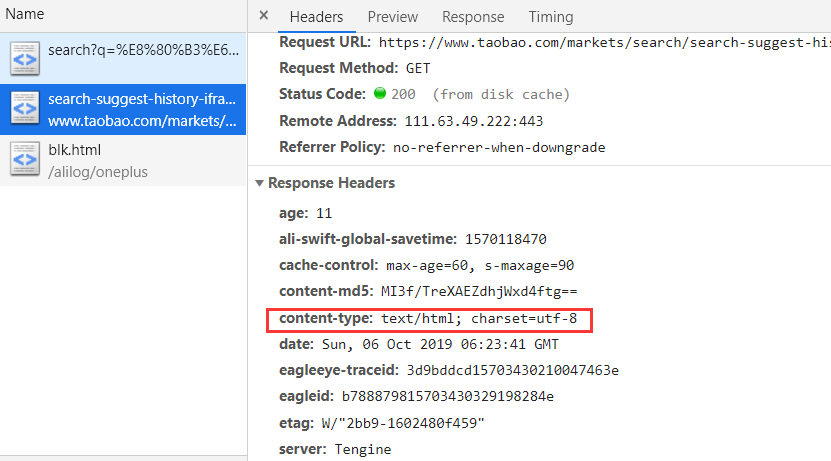 Name
search?q=%E8%80%B3%E6...
search-suggest-history-ifra...
www.taobao.com/markets/...
blk.html
/alilog/oneplus
× Headers Preview Response Timing
Request URL: https://www.taobao.com/markets/search/search-suggest-his
Request Method: GET
Status Code: 200 (from disk cache)
Remote Address: 111.63.49.222:443
Referrer Policy: no-referrer-when-downgrade
▼ Response Headers
age: 11
ali-swift-global-savetime: 1570118470
cache-control: max-age=60, s-maxage=90
content-md5: MI3f/TreXAEZdhjWxd4ftg==
content-type: text/html; charset=utf-8
date: Sun, 06 Oct 2019 06:23:41 GMT
eagleeye-traceid: 3d9bddcd15703430210047463e
eagleid: b788879815703430329198284e
etag: W/"2bb9-1602480f459"
server: Tengine